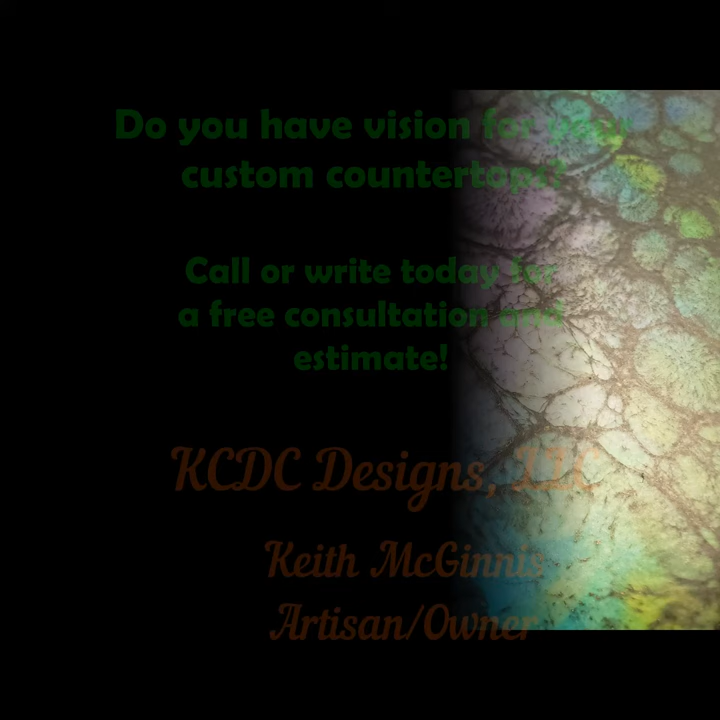 Do you have vision for your
custom countertops?
Call or write today for
a free consultation and
estimate!
KCDC Designs, LLC
Keith McGinnis
Artisan/Owner